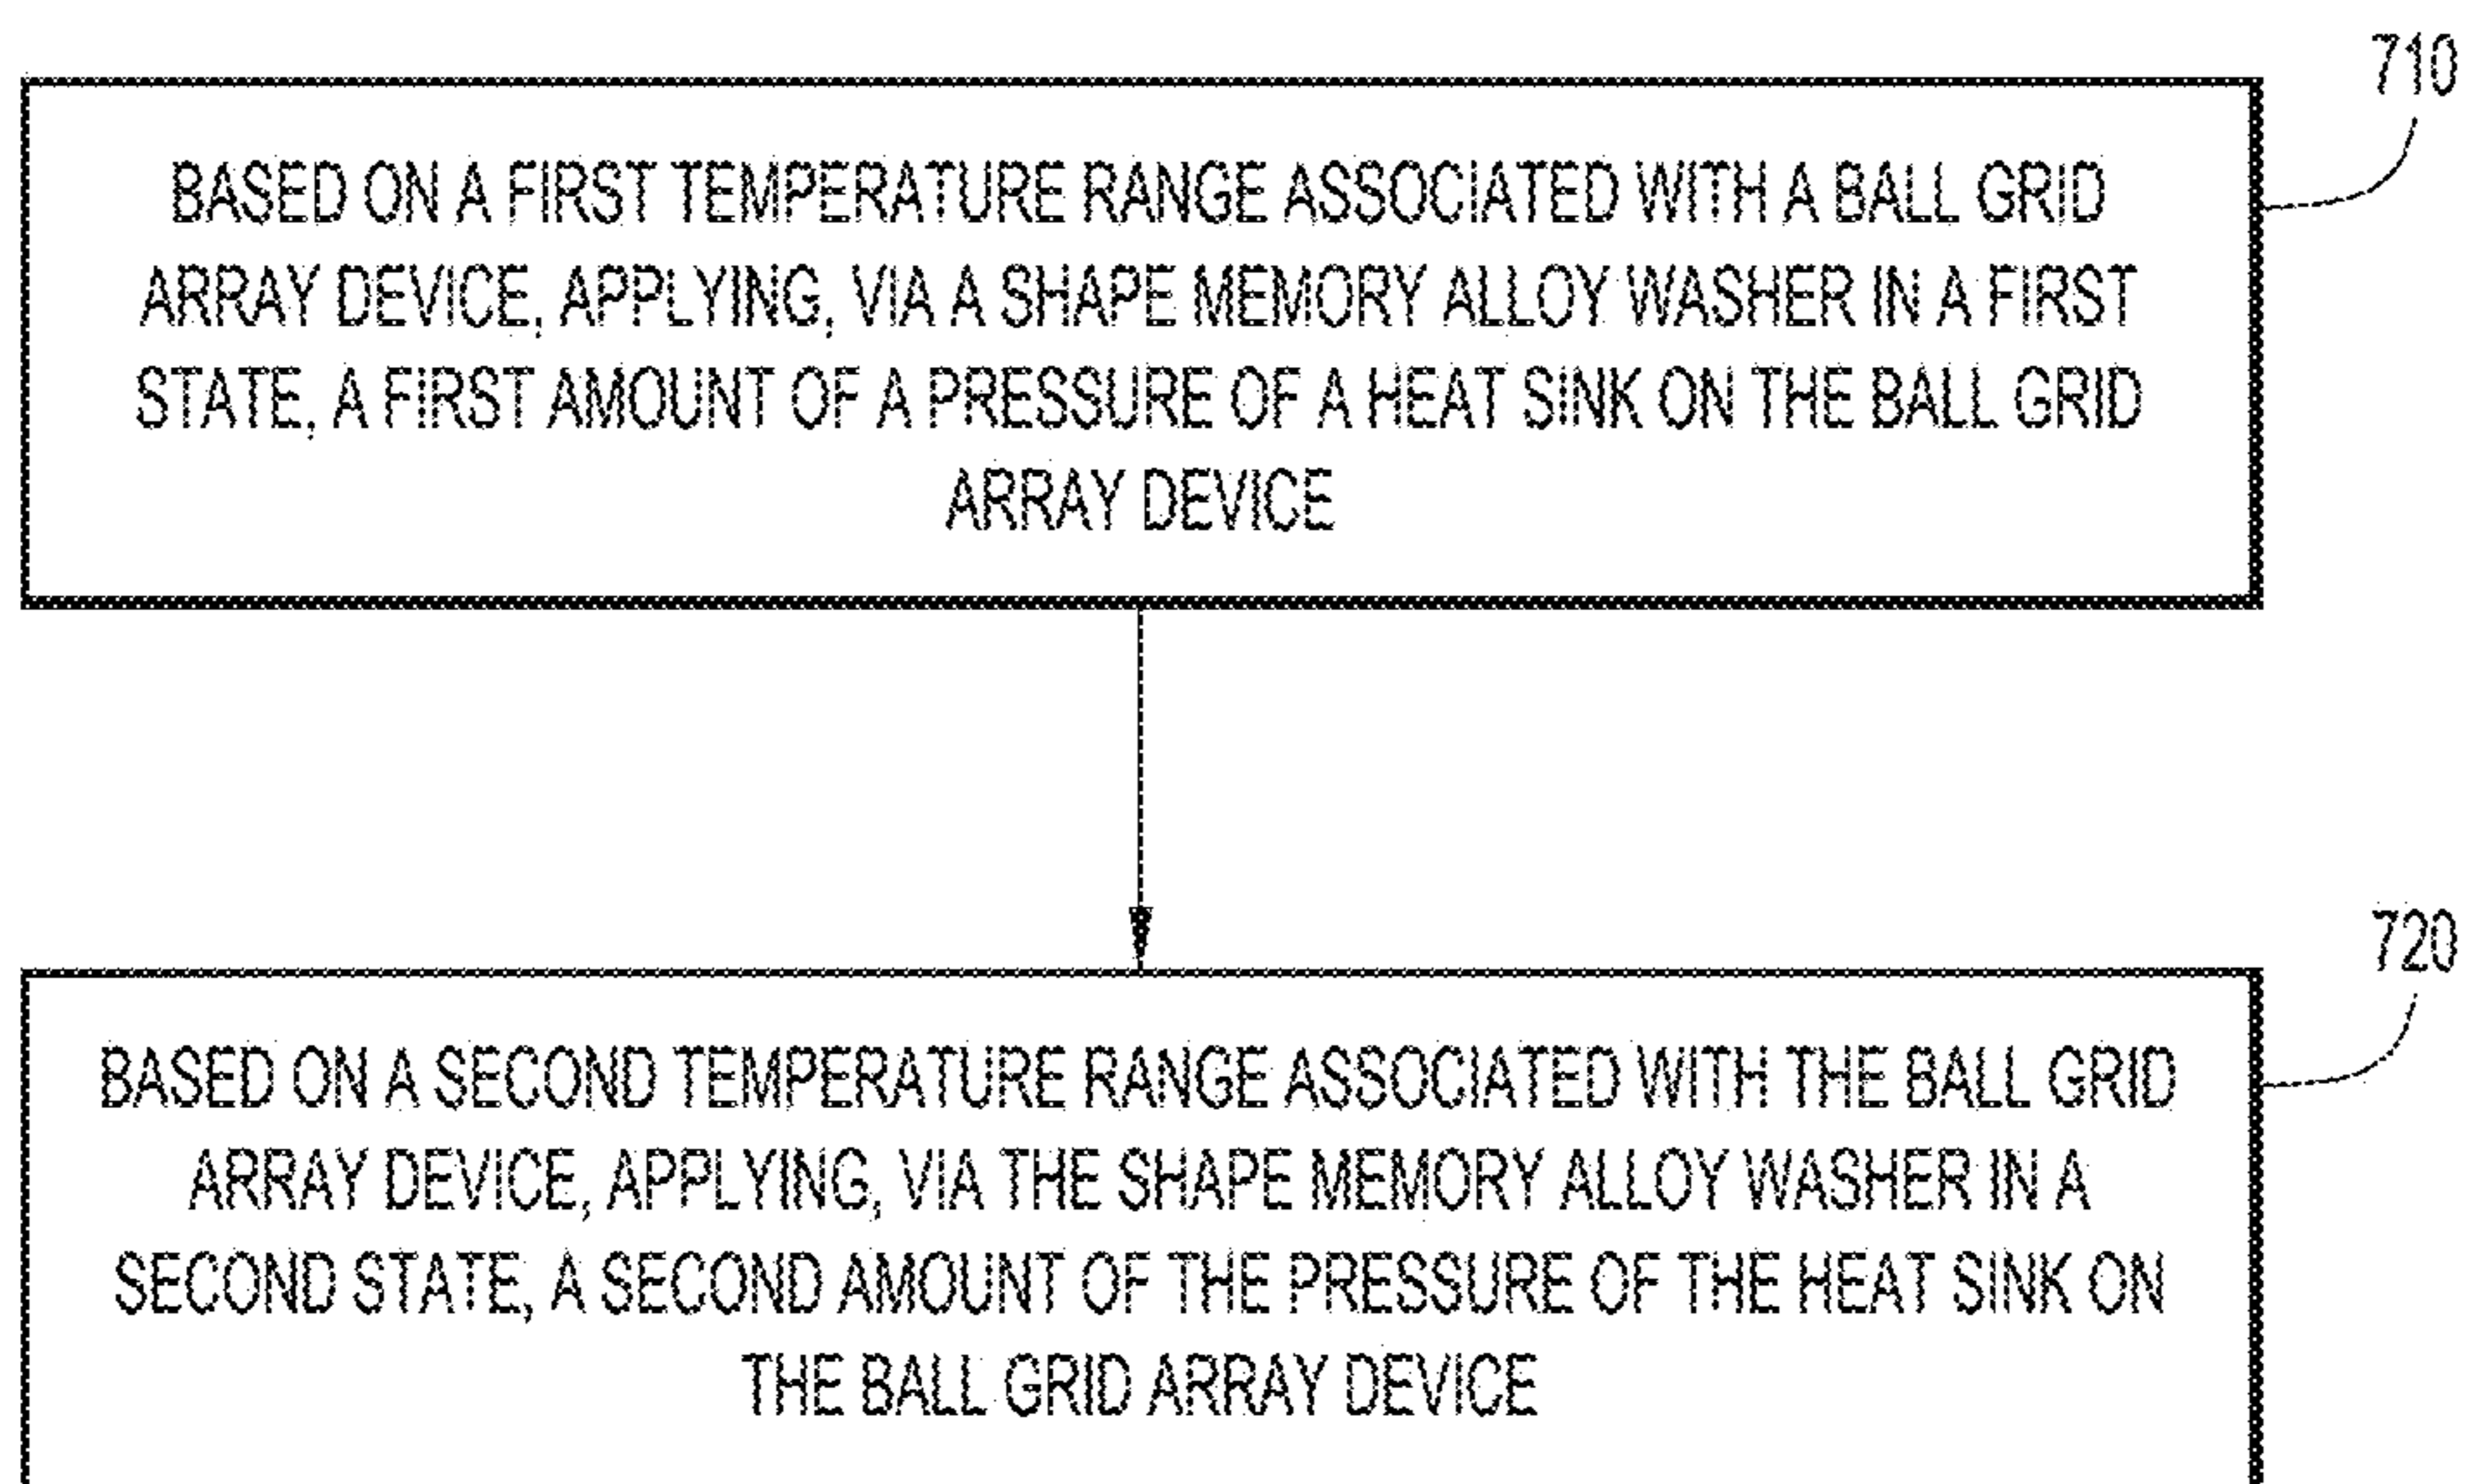 710
BASED ON A FIRST TEMPERATURE RANGE ASSOCIATED WITH A BALL GRID
ARRAY DEVICE, APPLYING, VIA A SHAPE MEMORY ALLOY WASHER IN A FIRST
STATE, A FIRST AMOUNT OF A PRESSURE OF A HEAT SINK ON THE BALL GRID
ARRAY DEVICE
720
BASED ON A SECOND TEMPERATURE RANGE ASSOCIATED WITH THE BALL GRID
ARRAY DEVICE, APPLYING, VIA THE SHAPE MEMORY ALLOY WASHER IN A
SECOND STATE, A SECOND AMOUNT OF THE PRESSURE OF THE HEAT SINK ON
THE BALL GRID ARRAY DEVICE